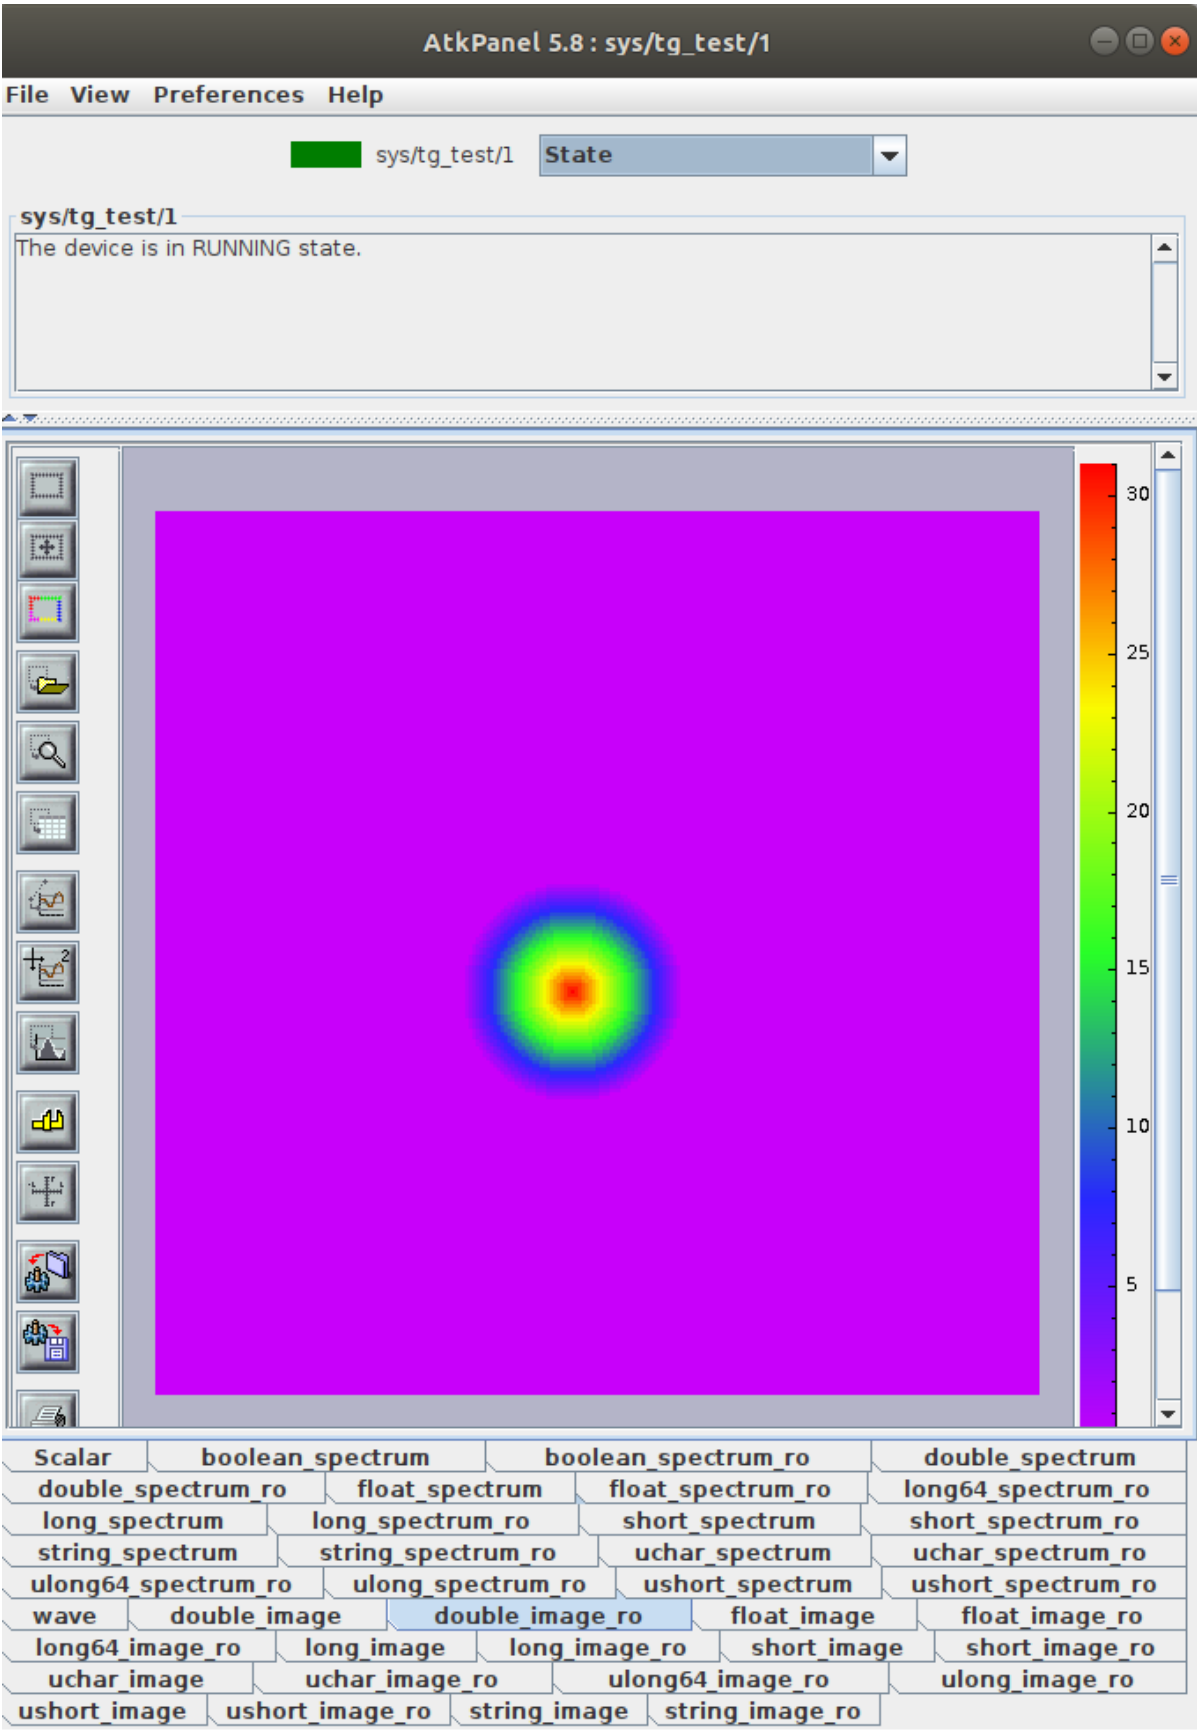 AtkPanel 5.8 : sys/tg_test/1
File View Preferences Help
sys/tg_test/1 State
sys/tg_test/1
The device is in RUNNING state.
30
25
20
15
10
5
2
Scalar boolean_spectrum boolean_spectrum_ro double_spectrum
double_spectrum_ro float_spectrum float_spectrum_ro long64_spectrum_ro
long_spectrum long_spectrum_ro short_spectrum short_spectrum_ro
string_spectrum string_spectrum_ro uchar_spectrum uchar_spectrum_ro
ulong64_spectrum_ro ulong_spectrum_ro ushort_spectrum ushort_spectrum_ro
wave double_image double_image_ro float_image float_image_ro
long64_image_ro long_image long_image_ro short_image short_image_ro
uchar_image uchar_image_ro ulong64_image_ro ulong_image_ro
ushort_image ushort_image_ro string_image string_image_ro